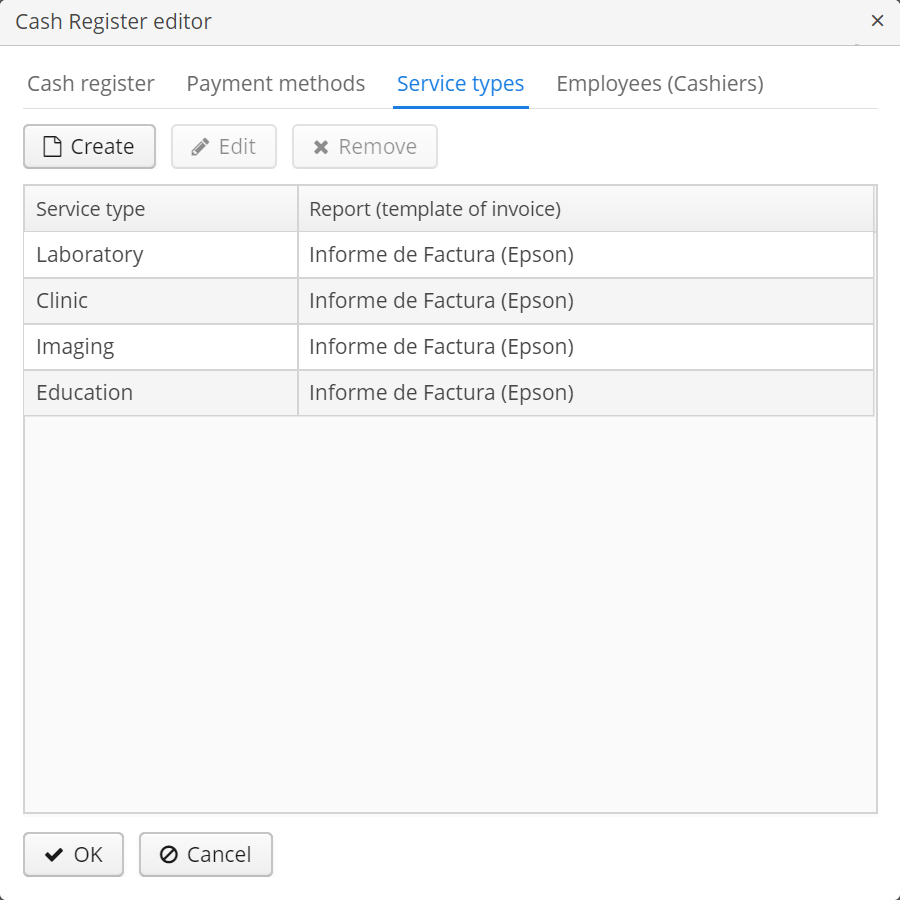 Cash Register editor
Cash register Payment methods Service types Employees (Cashiers)
Create Edit Remove
Service type Report (template of invoice)
Laboratory Informe de Factura (Epson)
Clinic Informe de Factura (Epson)
Imaging Informe de Factura (Epson)
Education Informe de Factura (Epson)
OK Cancel